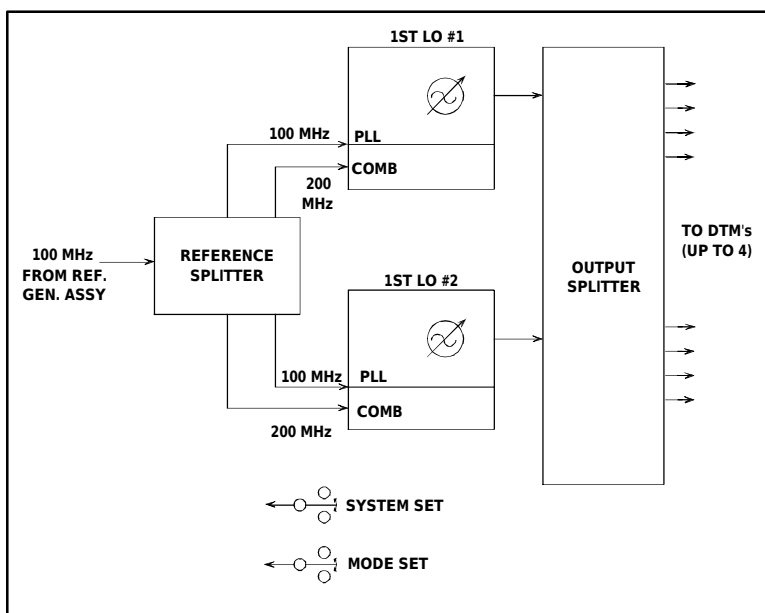 1ST LO #1
100 MHz
PLL
COMB
200
MHz
100 MHz
FROM REF.
GEN. ASSY
REFERENCE
SPLITTER
OUTPUT
SPLITTER
TO DTM's
(UP TO 4)
1ST LO #2
100 MHz
PLL
COMB
200 MHz
SYSTEM SET
MODE SET